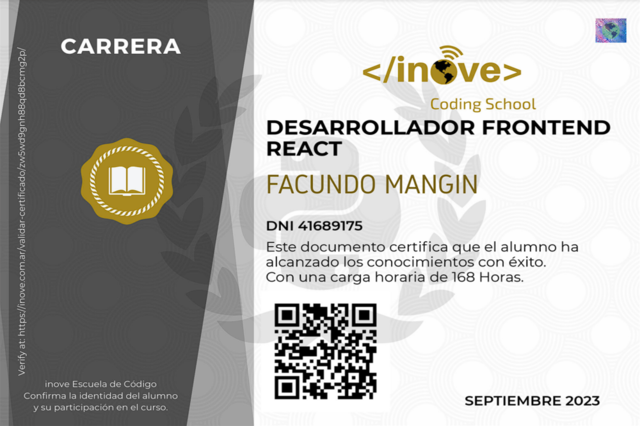 CARRERA
</inove>
Coding School
DESARROLLADOR FRONTEND
REACT
FACUNDO MANGIN
DNI 41689175
Este documento certifica que el alumno ha
alcanzado los conocimientos con éxito.
Con una carga horaria de 168 Horas.
SEPTIEMBRE 2023
Verify at: https://inove.com.ar/validar-certificado/zw5wd9gnh88qd8bcmg2p/
inove Escuela de Código
Confirma la identidad del alumno
y su participación en el curso.